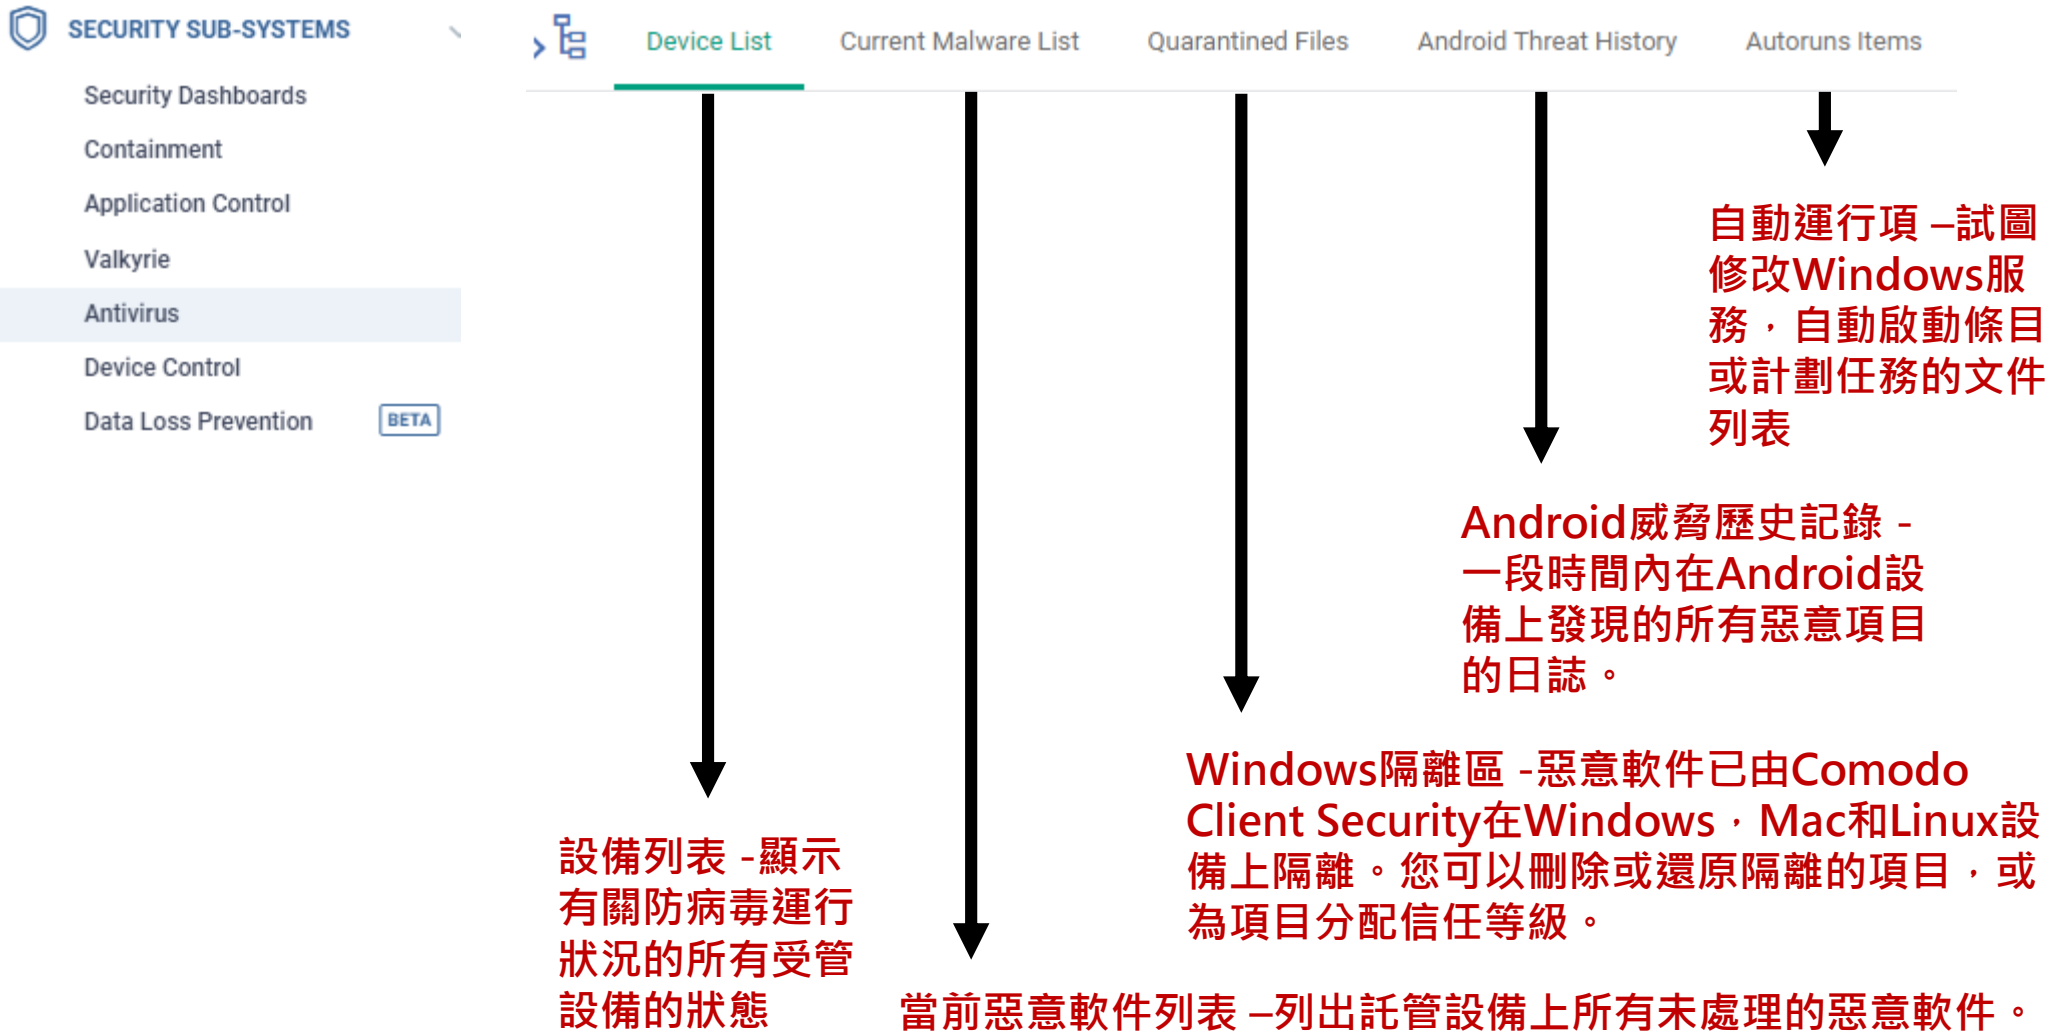 SECURITY SUB-SYSTEMS
Security Dashboards
Containment
Application Control
Valkyrie
Antivirus
Device Control
Data Loss Prevention BETA
Device List Current Malware List Quarantined Files Android Threat History Autoruns Items
自動運行項 –試圖
修改Windows服
務，自動啟動條目
或計劃任務的文件
列表
Android威脅歷史記錄 -
一段時間內在Android設
備上發現的所有惡意項目
的日誌。
Windows隔離區 -惡意軟件已由Comodo
Client Security在Windows，Mac和Linux設
備上隔離。您可以刪除或還原隔離的項目，或
為項目分配信任等級。
設備列表 -顯示
有關防病毒運行
狀況的所有受管
設備的狀態
當前惡意軟件列表 –列出託管設備上所有未處理的惡意軟件。